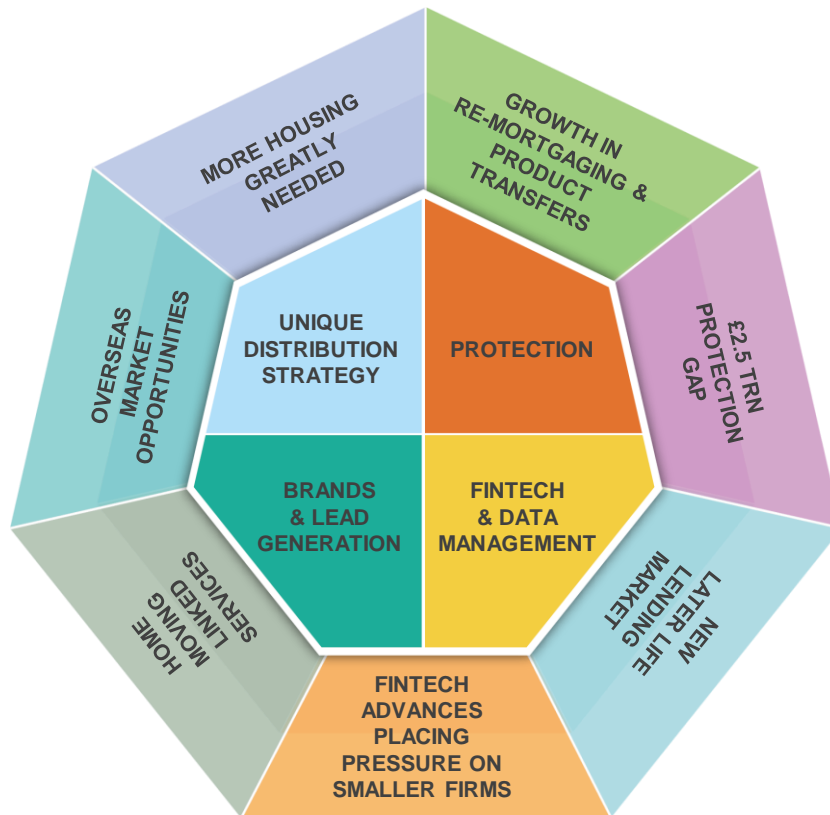 MORE HOUSING
GREATLY
NEEDED
GROWTH IN
RE-MORTGAGING &
PRODUCT
TRANSFERS
£2.5 TRN
PROTECTION
GAP
NEW
LATER LIFE
LENDING
MARKET
FINTECH
ADVANCES
PLACING
PRESSURE ON
SMALLER FIRMS
HOME
MOVING
LINKED
SERVICES
OVERSEAS
MARKET
OPPORTUNITIES
UNIQUE
DISTRIBUTION
STRATEGY
PROTECTION
BRANDS
& LEAD
GENERATION
FINTECH
& DATA
MANAGEMENT